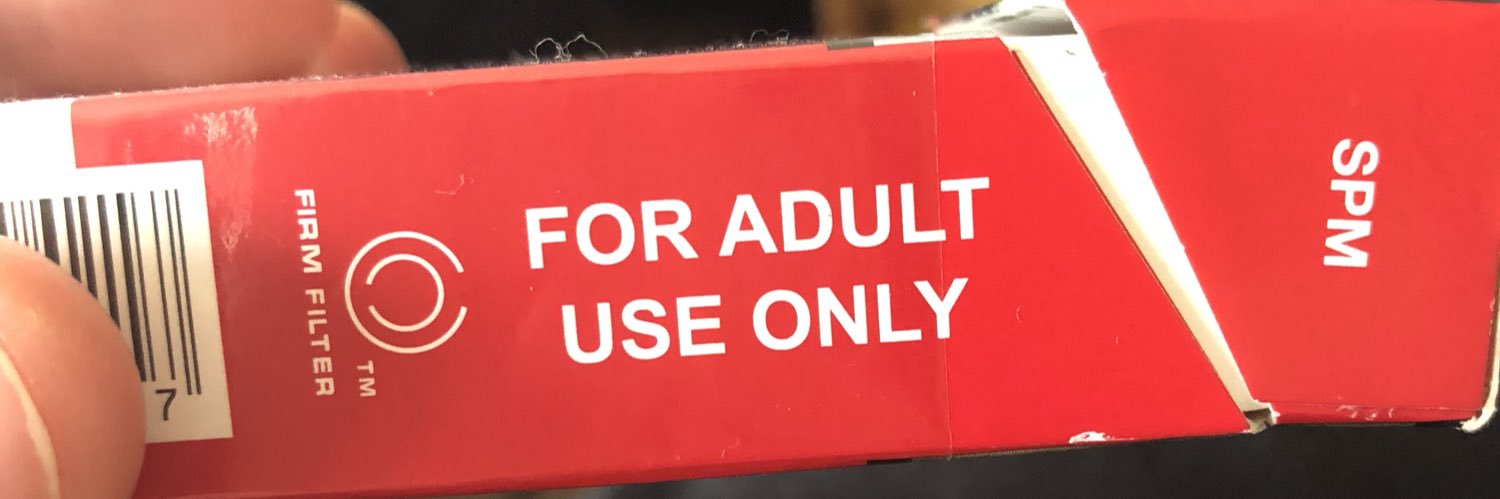 FOR ADULT
USE ONLY
FIRM FILTER
TM
7
SPM